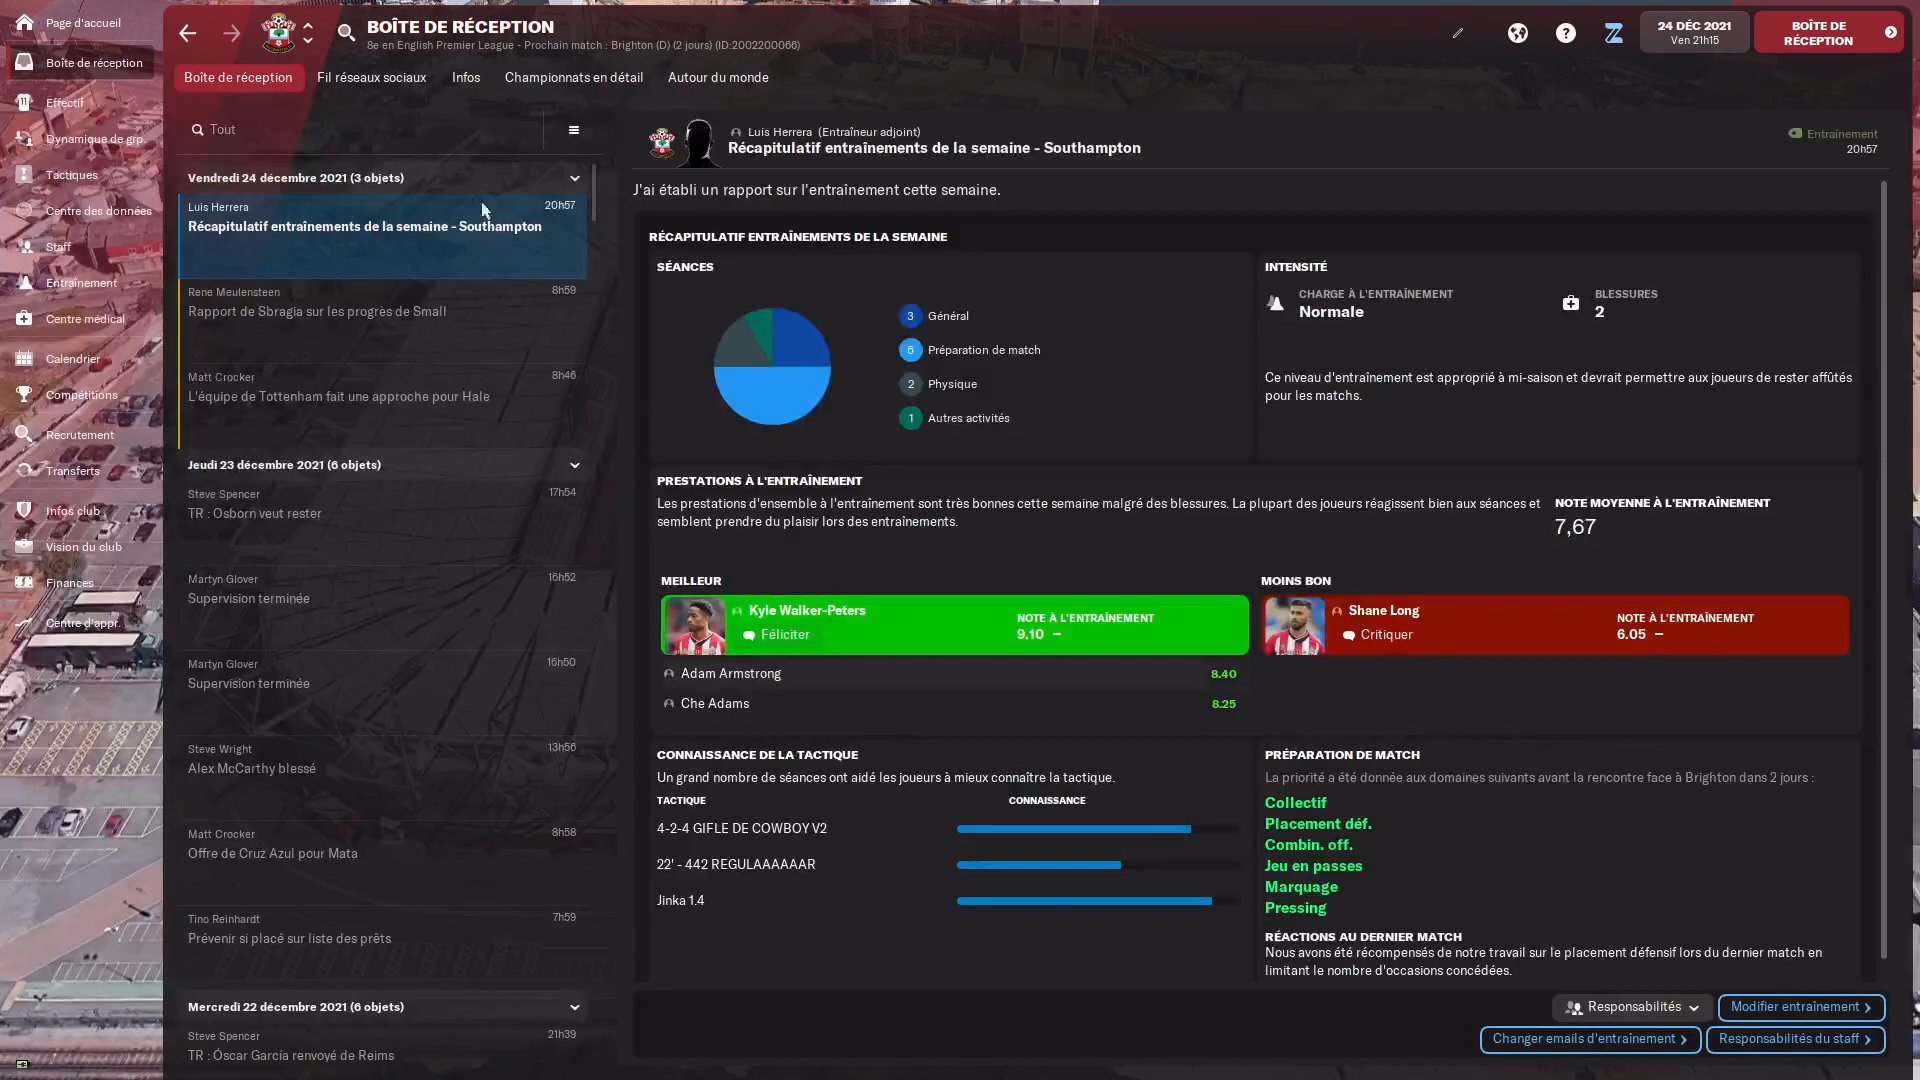 Page d'accueil
Boîte de réception
Effectif
Dynamique de grp.
Tactiques
Centre des données
Staff
Entraînement
Centre médical
Calendrier
Compétitions
Recrutement
Transferts
Infos club
Vision du club
Finances
Centre d'appr.
BOÎTE DE RÉCEPTION
8e en English Premier League - Prochain match : Brighton (D) (2 jours) (ID:2002200066)
24 DÉC 2021
Ven 21h15
BOÎTE DE
RÉCEPTION
Boîte de réception Fil réseaux sociaux Infos Championnats en détail Autour du monde
Tout
Vendredi 24 décembre 2021 (3 objets)
Luis Herrera 20h57
Récapitulatif entraînements de la semaine - Southampton
Rene Meulensteen 8h59
Rapport de Sbragia sur les progrès de Small
Matt Crocker 8h46
L'équipe de Tottenham fait une approche pour Hale
Jeudi 23 décembre 2021 (6 objets)
Steve Spencer 17h54
TR : Osborn veut rester
Martyn Glover 16h52
Supervision terminée
Martyn Glover 16h50
Supervision terminée
Steve Wright 13h56
Alex McCarthy blessé
Matt Crocker 8h58
Offre de Cruz Azul pour Mata
Tino Reinhardt 7h59
Prévenir si placé sur liste des prêts
Mercredi 22 décembre 2021 (6 objets)
Steve Spencer 21h39
TR : Óscar García renvoyé de Reims
Luis Herrera (Entraîneur adjoint)
Récapitulatif entraînements de la semaine - Southampton
Entraînement
20h57
J'ai établi un rapport sur l'entraînement cette semaine.
RÉCAPITULATIF ENTRAÎNEMENTS DE LA SEMAINE
SÉANCES
3 Général
6 Préparation de match
2 Physique
1 Autres activités
INTENSITÉ
CHARGE À L'ENTRAÎNEMENT
Normale
BLESSURES
2
Ce niveau d'entraînement est approprié à mi-saison et devrait permettre aux joueurs de rester affûtés
pour les matchs.
PRESTATIONS À L'ENTRAÎNEMENT
Les prestations d'ensemble à l'entraînement sont très bonnes cette semaine malgré des blessures. La plupart des joueurs réagissent bien aux séances et
semblent prendre du plaisir lors des entraînements.
NOTE MOYENNE À L'ENTRAÎNEMENT
7,67
MEILLEUR
Kyle Walker-Peters
Féliciter
NOTE À L'ENTRAÎNEMENT
9.10 –
Adam Armstrong 8.40
Che Adams 8.25
MOINS BON
Shane Long
Critiquer
NOTE À L'ENTRAÎNEMENT
6.05 –
CONNAISSANCE DE LA TACTIQUE
Un grand nombre de séances ont aidé les joueurs à mieux connaître la tactique.
TACTIQUE CONNAISSANCE
4-2-4 GIFLE DE COWBOY V2
22' - 442 REGULAAAAAAR
Jinka 1.4
PRÉPARATION DE MATCH
La priorité a été donnée aux domaines suivants avant la rencontre face à Brighton dans 2 jours :
Collectif
Placement déf.
Combin. off.
Jeu en passes
Marquage
Pressing
RÉACTIONS AU DERNIER MATCH
Nous avons été récompensés de notre travail sur le placement défensif lors du dernier match en
limitant le nombre d'occasions concédées.
Responsabilités
Modifier entraînement
Changer emails d'entraînement
Responsabilités du staff